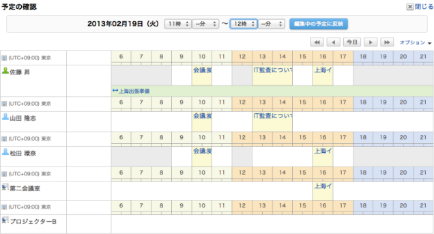 予定の確認
閉じる
2013年02月19日 (火) 11時 --分 ～ 12時 --分
今日 オプション
(UTC+09:00) 東京 6 7 8 9 10 11 12 13 14 15 16 17 18 19 20 21
佐藤 昇 会議室 IT監査につい 上海イ
上海出張準備
(UTC+09:00) 東京 6 7 8 9 10 11 12 13 14 15 16 17 18 19 20 21
山田 隆志 会議室 IT監査につい
(UTC+09:00) 東京 6 7 8 9 10 11 12 13 14 15 16 17 18 19 20 21
松田 環奈 会議室 上海イ
(UTC+09:00) 東京 6 7 8 9 10 11 12 13 14 15 16 17 18 19 20 21
第二会議室 上海イ
(UTC+09:00) 東京 6 7 8 9 10 11 12 13 14 15 16 17 18 19 20 21
プロジェクターB